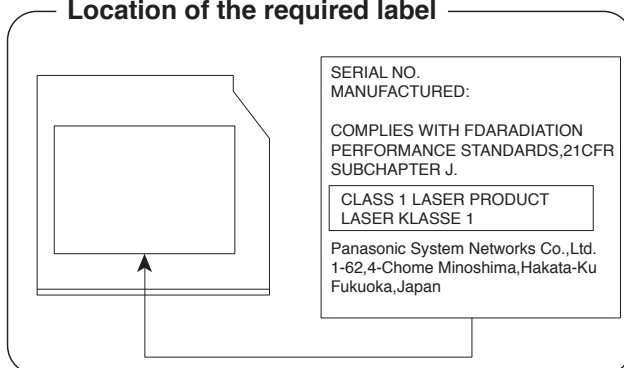 Location of the required label
SERIAL NO.
MANUFACTURED:
COMPLIES WITH FDARADIATION
PERFORMANCE STANDARDS,21CFR
SUBCHAPTER J.
CLASS 1 LASER PRODUCT
LASER KLASSE 1
Panasonic System Networks Co.,Ltd.
1-62,4-Chome Minoshima,Hakata-Ku
Fukuoka,Japan